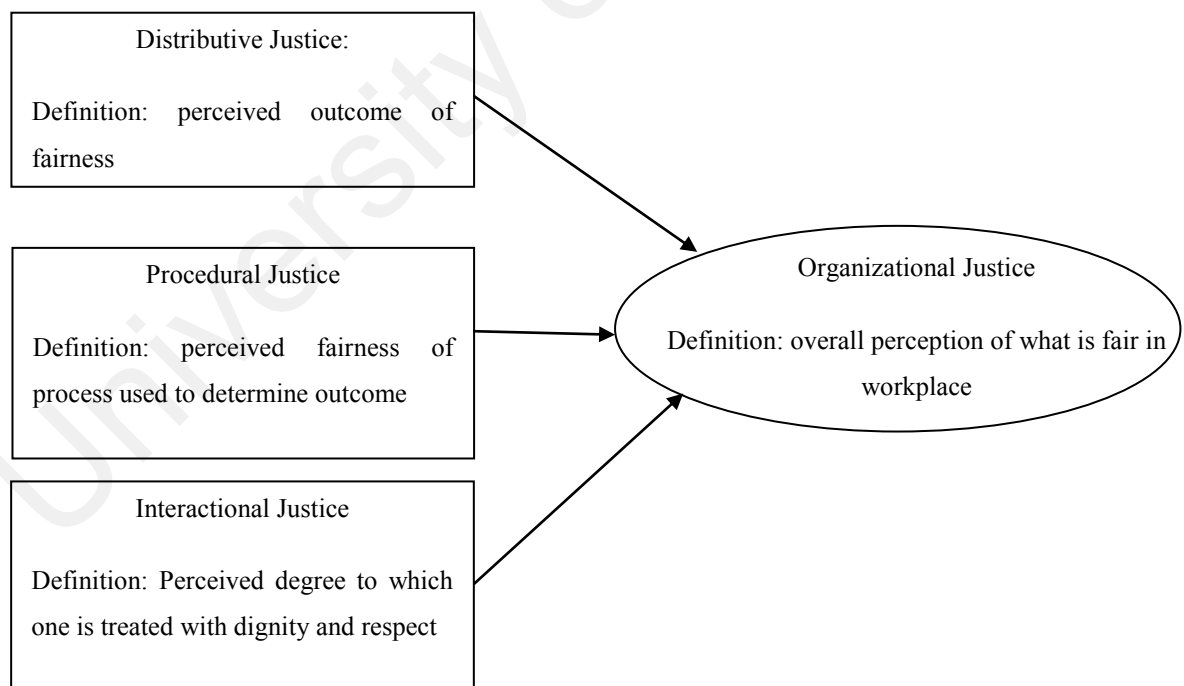 University
Distributive Justice:
Definition: perceived outcome of
fairness
Procedural Justice
Definition: perceived fairness of
process used to determine outcome
Interactional Justice
Definition: Perceived degree to which
one is treated with dignity and respect
Organizational Justice
Definition: overall perception of what is fair in
workplace